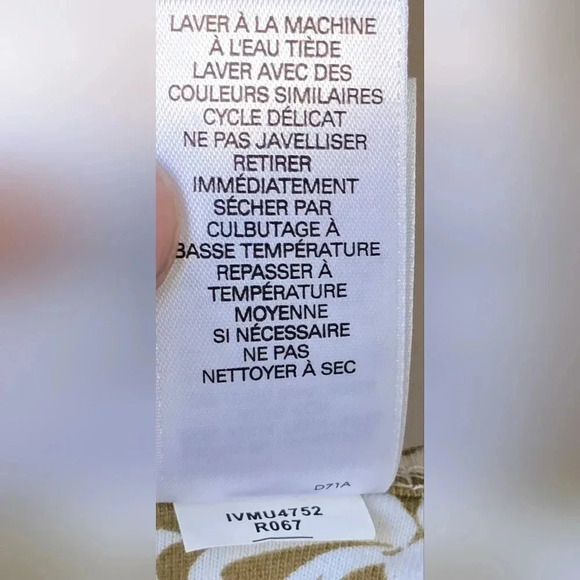 LAVER À LA MACHINE
À L'EAU TIÈDE
LAVER AVEC DES
COULEURS SIMILAIRES
CYCLE DÉLICAT
NE PAS JAVELLISER
RETIRER
IMMÉDIATEMENT
SÉCHER PAR
CULBUTAGE À
BASSE TEMPÉRATURE
REPASSER À
TEMPÉRATURE
MOYENNE
SI NÉCESSAIRE
NE PAS
NETTOYER À SEC
D71A
IVMU4752
R067